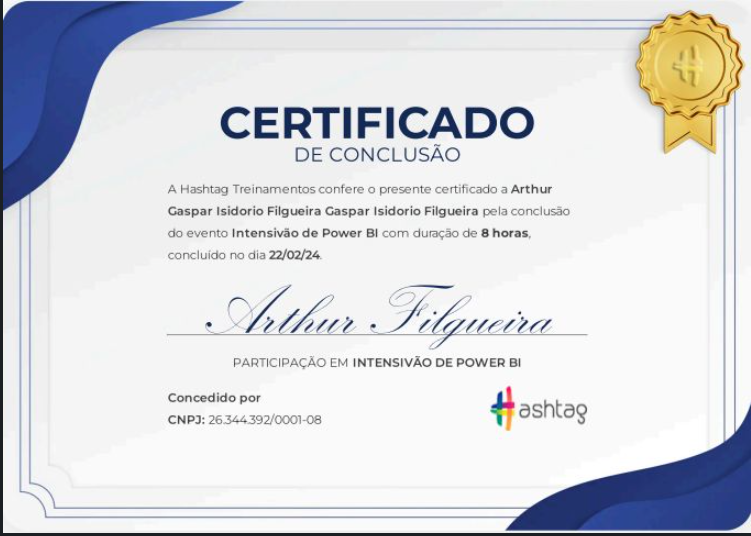 CERTIFICADO
DE CONCLUSÃO
A Hashtag Treinamentos confere o presente certificado a Arthur
Gaspar Isidorio Filgueira Gaspar Isidorio Filgueira pela conclusão
do evento Intensivão de Power BI com duração de 8 horas,
concluído no dia 22/02/24.
Arthur Filgueira
PARTICIPAÇÃO EM INTENSIVÃO DE POWER BI
Concedido por
CNPJ: 26.344.392/0001-08
#ashtag